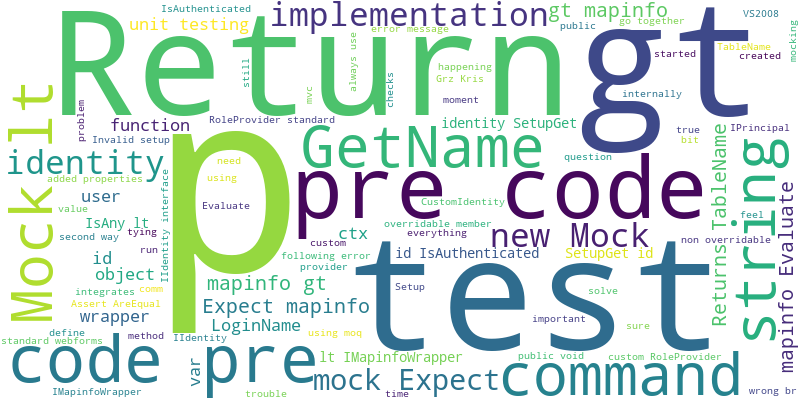 IsAuthenticated
Return
implementation
gt mapinfo
go together
VS2008
unit testing
error message
public
gt
TableName
mocking
always use
happening
started
created
still
Grz Kris
checks
internally
moment
mvc
Mock lt
problem
function
RoleProvider standard
identity SetupGet
true
bit
IPrincipal
Invalid setup
p
GetName
Returns TableName
string
identity
need
question
added properties
using
pre code
user
value
Evaluate
CustomIdentity
feel
IsAny lt
IIdentity interface
overridable member
ctx
new Mock
second way
tying
everything
non overridable
run
custom
id
following error
id IsAuthenticated
SetupGet id
object
provider
test
mapinfo Evaluate
integrates
comm
mapinfo gt
Setup
solve
Assert AreEqual
Expect mapinfo
important
wrapper
LoginName
define
using moq
sure
standard webforms
method
IIdentity
code pre
var
lt IMapinfoWrapper
public void
custom RoleProvider
mock Expect
command
IMapinfoWrapper
trouble
time
wrong br